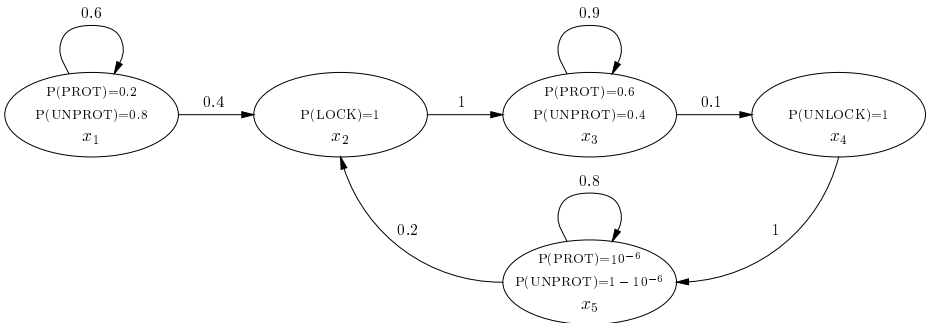 0.6
0.9
P(PROT)=0.2
P(UNPROT)=0.8
x₁
0.4
P(LOCK)=1
x₂
1
P(PROT)=0.6
P(UNPROT)=0.4
x₃
0.1
P(UNLOCK)=1
x₄
0.8
0.2
1
P(PROT)=10⁻⁶
P(UNPROT)=1 − 10⁻⁶
x₅